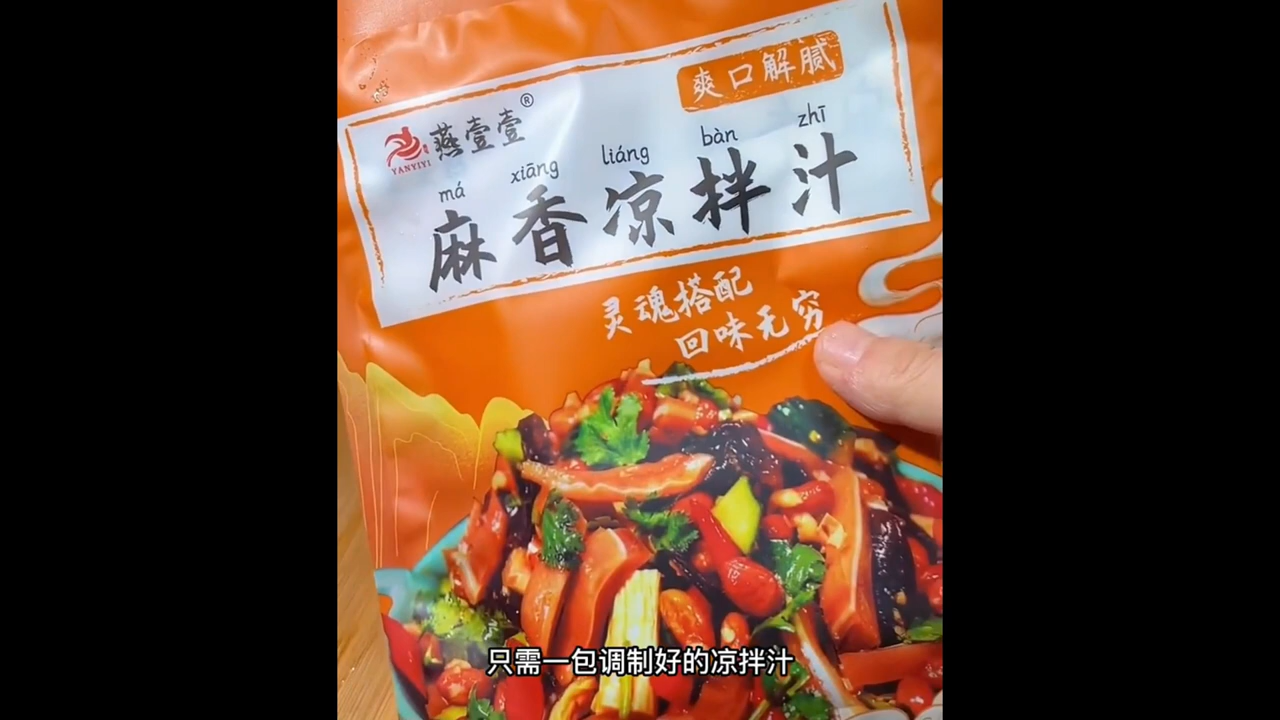 爽口解腻
燕壹壹®
YANYIYI
má xiāng liáng bàn zhī
麻香凉拌汁
灵魂搭配
回味无穷
只需一包调制好的凉拌汁